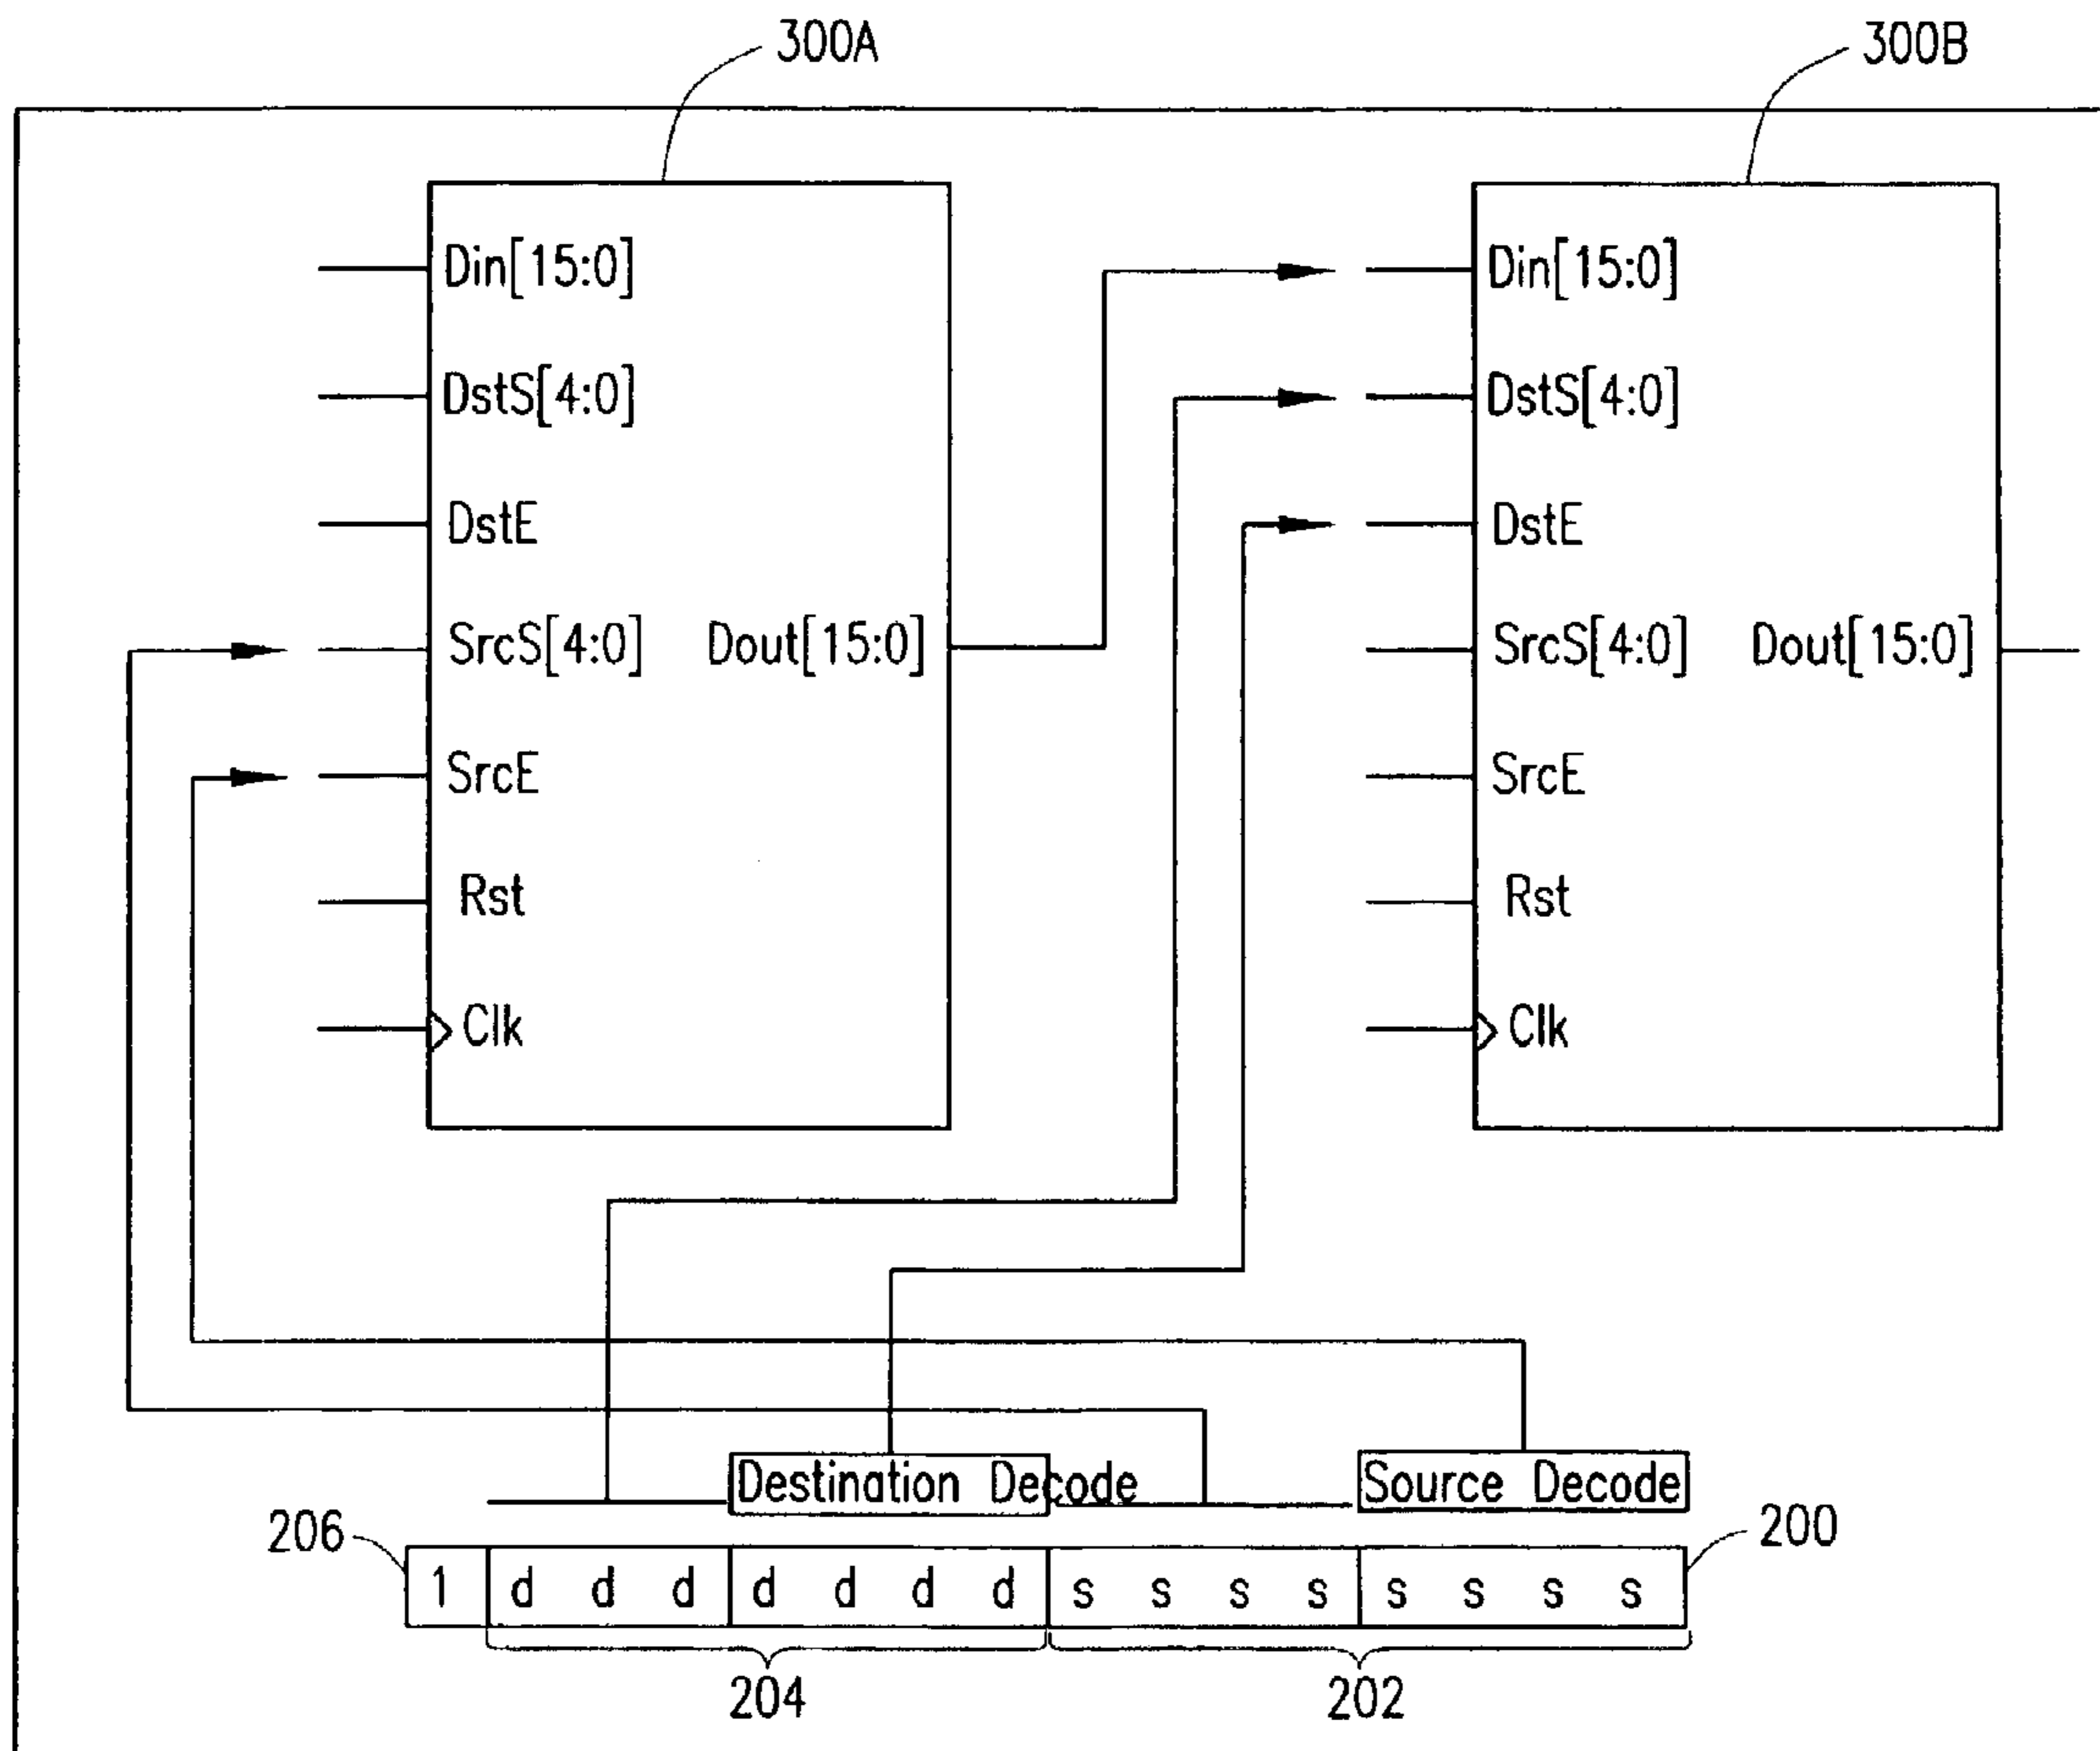 300A
300B
Din[15:0]
DstS[4:0]
DstE
SrcS[4:0] Dout[15:0]
SrcE
Rst
Clk
Din[15:0]
DstS[4:0]
DstE
SrcS[4:0] Dout[15:0]
SrcE
Rst
Clk
Destination Decode
Source Decode
206
200
1 d d d d d d d s s s s s s s s
204
202